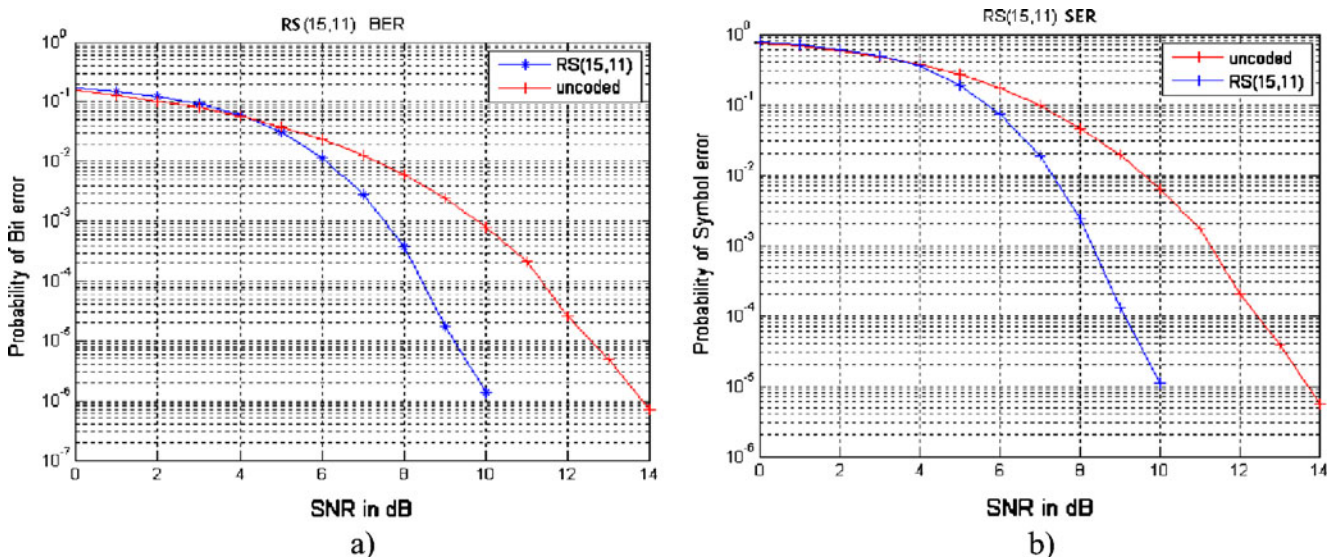 RS(15,11) BER
10^0
10^-1
10^-2
10^-3
10^-4
10^-5
10^-6
10^-7
Probability of Bit error
RS(15,11)
uncoded
0 2 4 6 8 10 12 14
SNR in dB
a)
RS(15,11) SER
10^0
10^-1
10^-2
10^-3
10^-4
10^-5
10^-6
Probability of Symbol error
uncoded
RS(15,11)
0 2 4 6 8 10 12 14
SNR in dB
b)